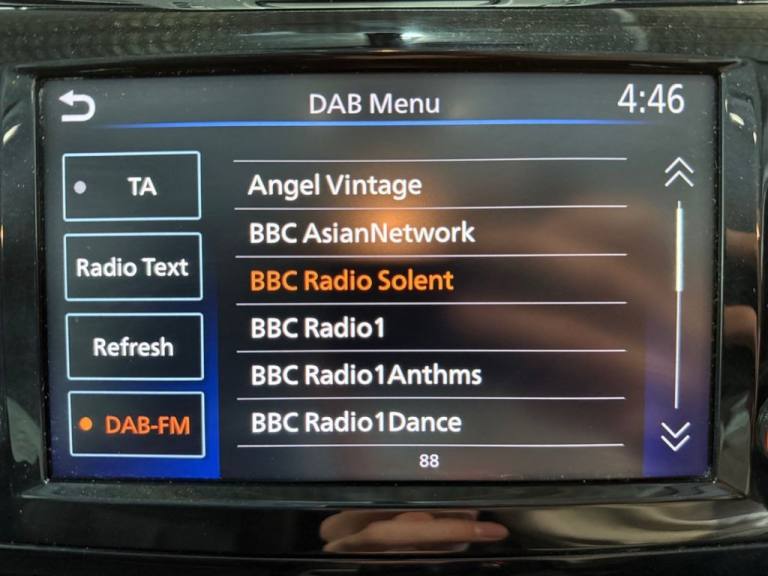 DAB Menu
4:46
TA
Radio Text
Refresh
DAB-FM
Angel Vintage
BBC AsianNetwork
BBC Radio Solent
BBC Radio1
BBC Radio1Anthms
BBC Radio1Dance
88